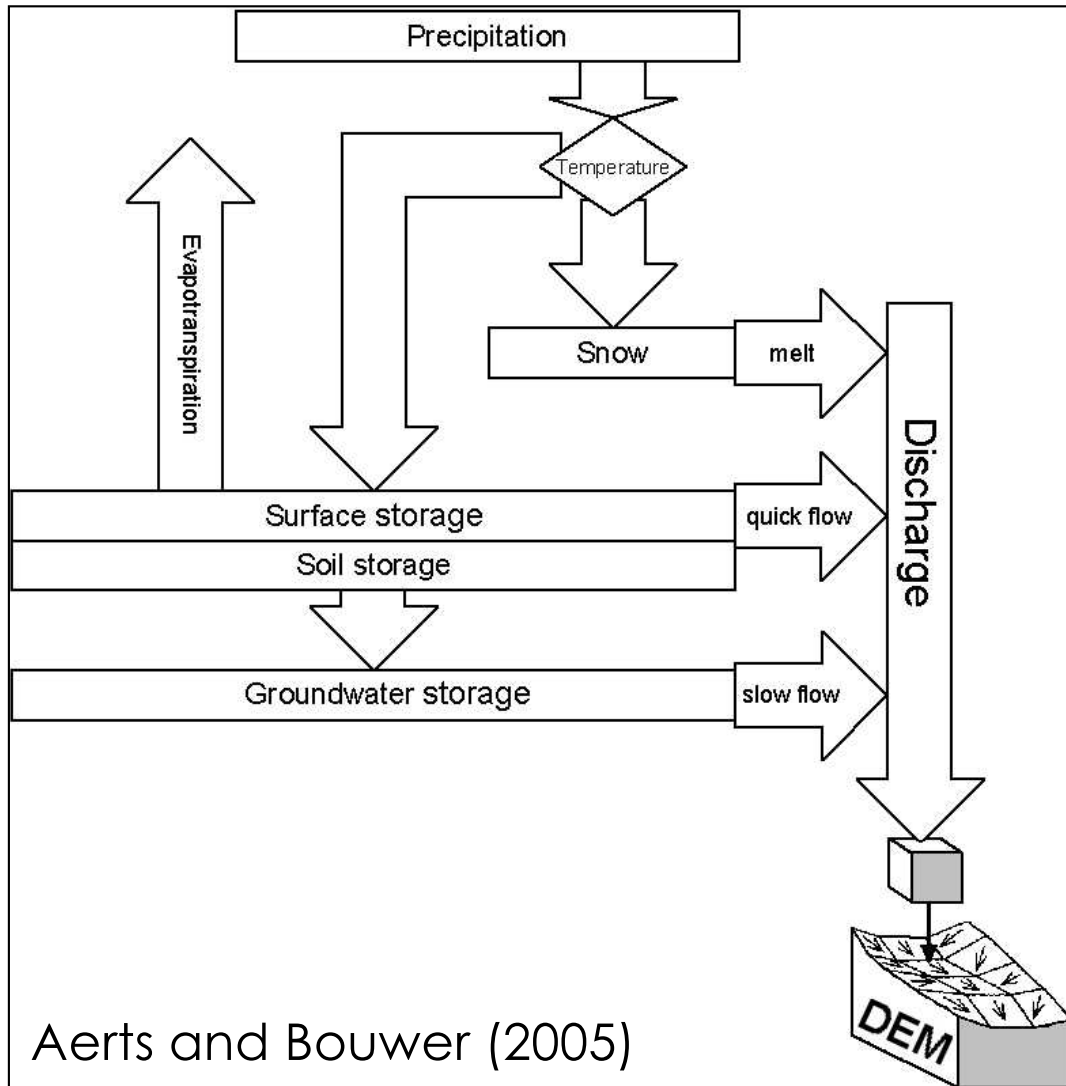 Precipitation
Temperature
Evapotranspiration
Snow
melt
Discharge
Surface storage
quick flow
Soil storage
Groundwater storage
slow flow
DEM
Aerts and Bouwer (2005)